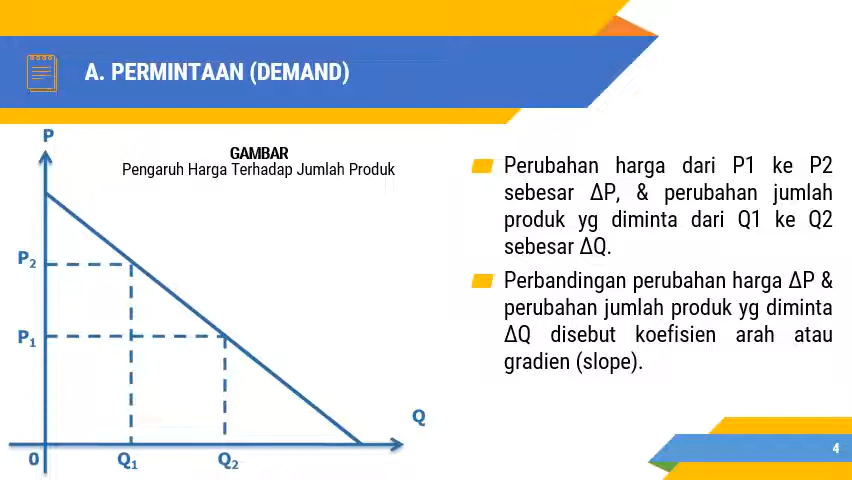 A. PERMINTAAN (DEMAND)
P
GAMBAR
Pengaruh Harga Terhadap Jumlah Produk
P2
P1
Q
0
Q1
Q2
Perubahan harga dari P1 ke P2
sebesar ΔP, & perubahan jumlah
produk yg diminta dari Q1 ke Q2
sebesar ΔQ.
Perbandingan perubahan harga ΔP &
perubahan jumlah produk yg diminta
ΔQ disebut koefisien arah atau
gradien (slope).
4